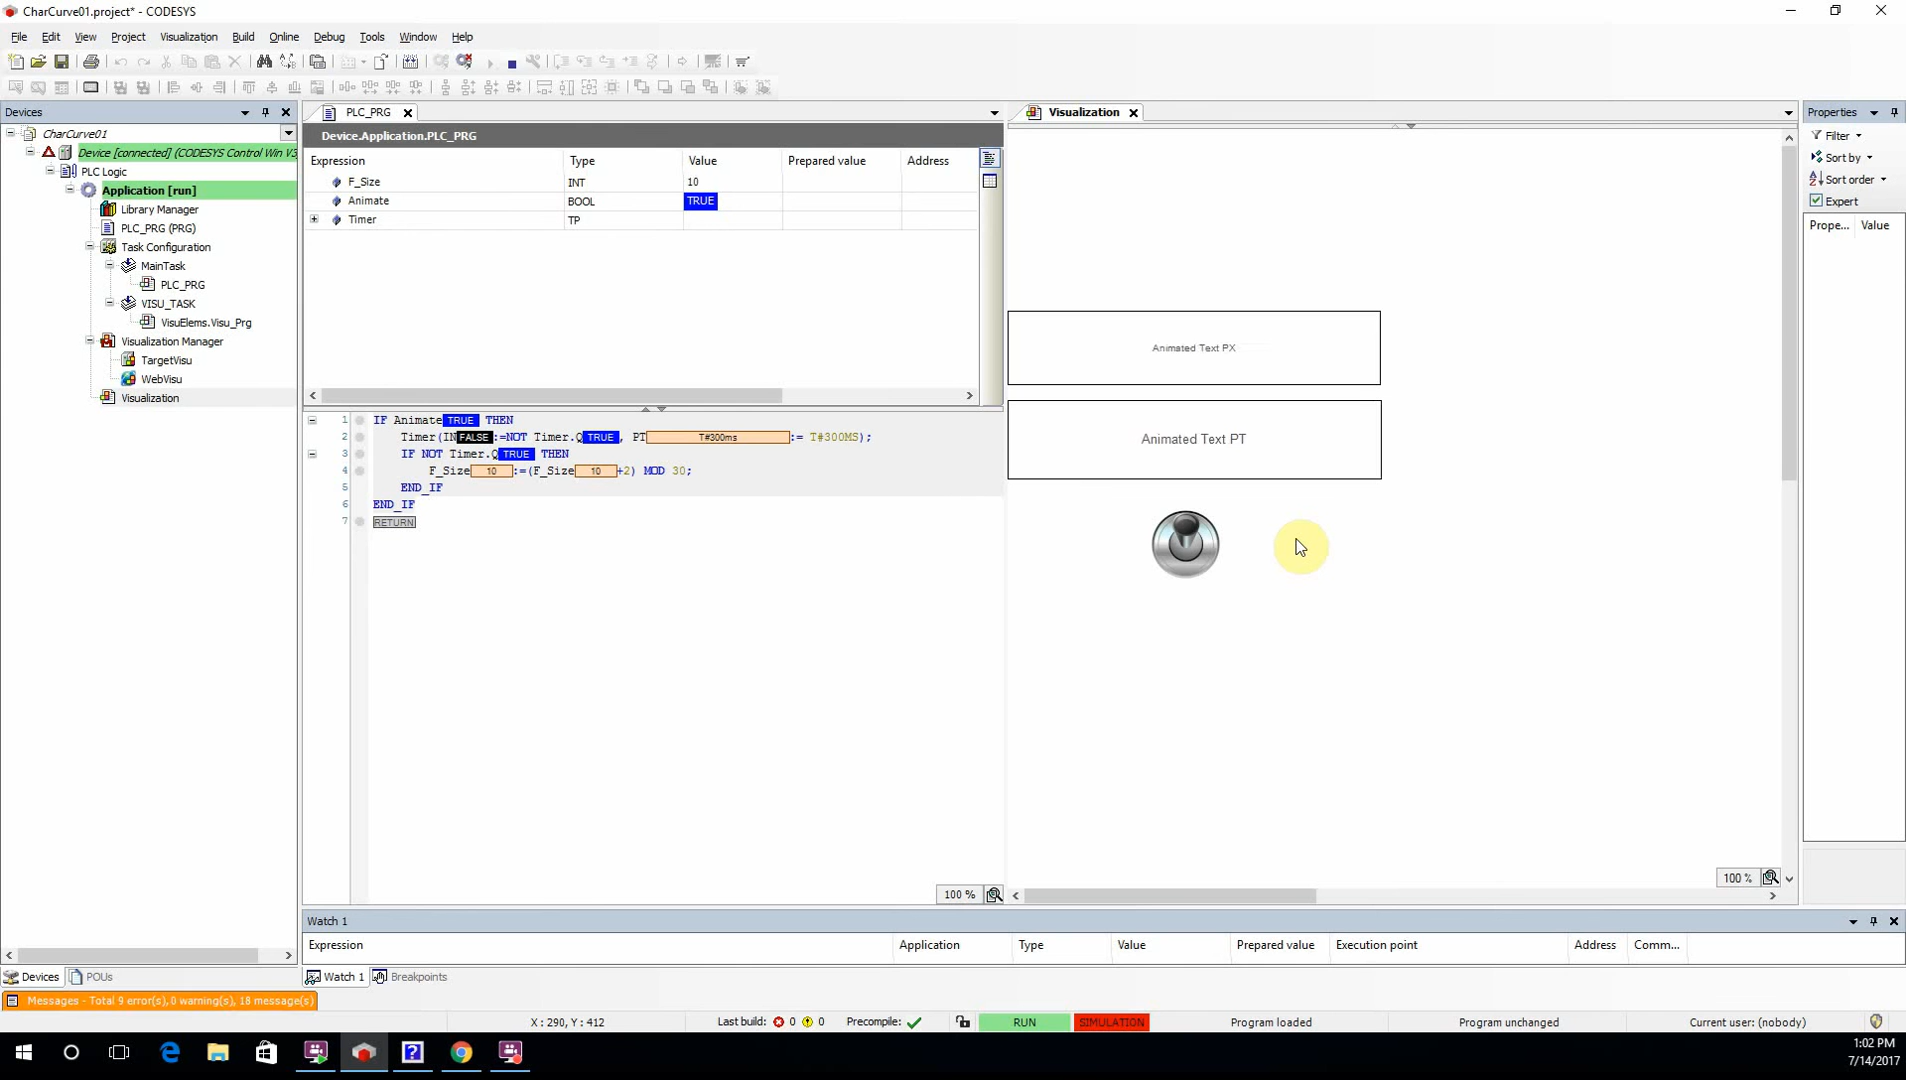 CharCurve01.project* - CODESYS
File Edit View Project Visualization Build Online Debug Tools Window Help
Devices
CharCurve01
Device [connected] (CODESYS Control Win V3
PLC Logic
Application [run]
Library Manager
PLC_PRG (PRG)
Task Configuration
MainTask
PLC_PRG
VISU_TASK
VisuElems.Visu_Prg
Visualization Manager
TargetVisu
WebVisu
Visualization
Devices POUs
PLC_PRG
Device.Application.PLC_PRG
Expression Type Value Prepared value Address
F_Size INT 10
Animate BOOL TRUE
Timer TP
1 IF Animate TRUE THEN
2 Timer(IN FALSE :=NOT Timer.Q TRUE , PT T#300ms := T#300MS);
3 IF NOT Timer.Q TRUE THEN
4 F_Size 10 :=(F_Size 10 +2) MOD 30;
5 END_IF
6 END_IF
7 RETURN
100 %
Visualization
Animated Text PX
Animated Text PT
100 %
Properties
Filter
Sort by
Sort order
Expert
Prope... Value
Watch 1
Expression Application Type Value Prepared value Execution point Address Comm...
Watch 1 Breakpoints
Messages - Total 9 error(s), 0 warning(s), 18 message(s)
X : 290, Y : 412 Last build: 0 0 Precompile: RUN SIMULATION Program loaded Program unchanged Current user: (nobody)
1:02 PM
7/14/2017